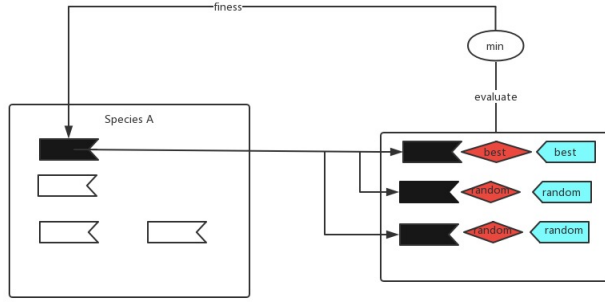 finess
min
evaluate
Species A
best
best
random
random
random
random